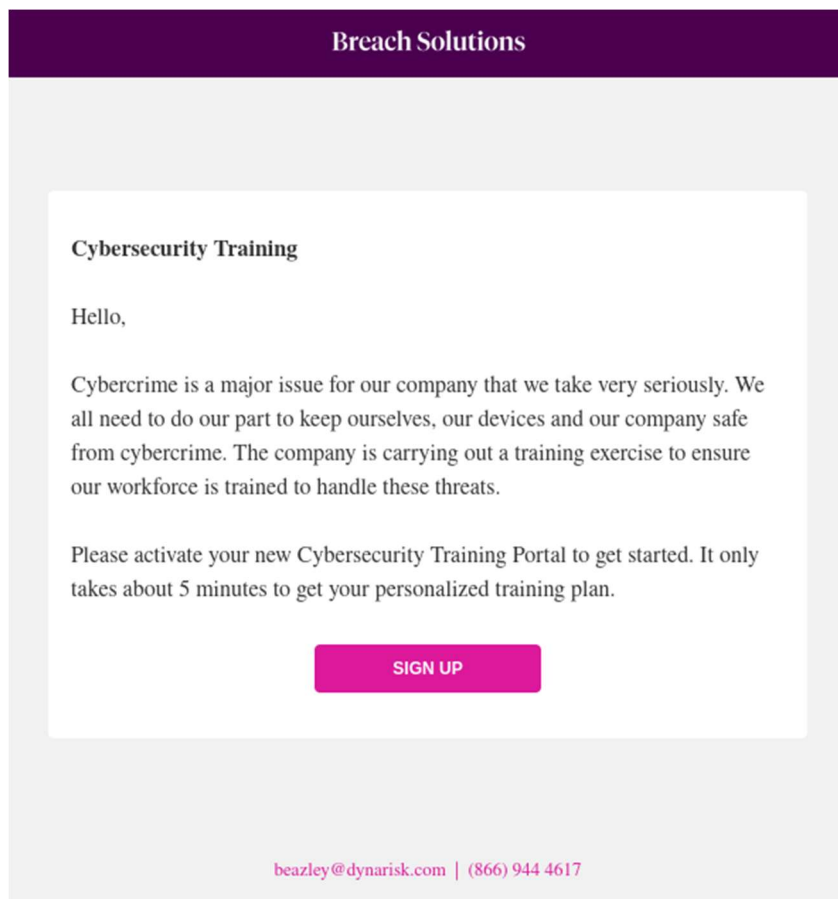 Breach Solutions
Cybersecurity Training
Hello,
Cybercrime is a major issue for our company that we take very seriously. We
all need to do our part to keep ourselves, our devices and our company safe
from cybercrime. The company is carrying out a training exercise to ensure
our workforce is trained to handle these threats.
Please activate your new Cybersecurity Training Portal to get started. It only
takes about 5 minutes to get your personalized training plan.
SIGN UP
beazley@dynarisk.com | (866) 944 4617